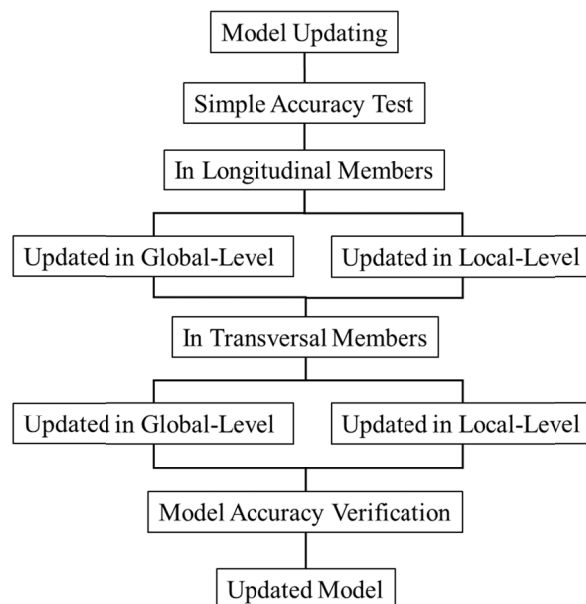 Model Updating
Simple Accuracy Test
In Longitudinal Members
Updated in Global-Level
Updated in Local-Level
In Transversal Members
Updated in Global-Level
Updated in Local-Level
Model Accuracy Verification
Updated Model